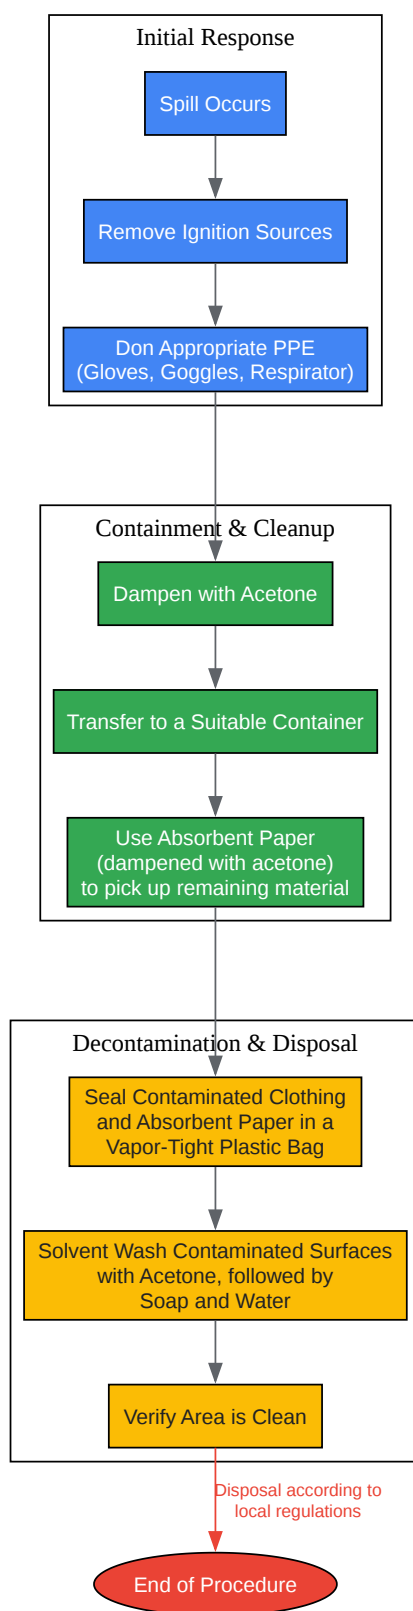 Initial Response
Spill Occurs
Remove Ignition Sources
Don Appropriate PPE
(Gloves, Goggles, Respirator)
Containment & Cleanup
Dampen with Acetone
Transfer to a Suitable Container
Use Absorbent Paper
(dampened with acetone)
to pick up remaining material
Decontamination & Disposal
Seal Contaminated Clothing
and Absorbent Paper in a
Vapor-Tight Plastic Bag
Solvent Wash Contaminated Surfaces
with Acetone, followed by
Soap and Water
Verify Area is Clean
Disposal according to
local regulations
End of Procedure